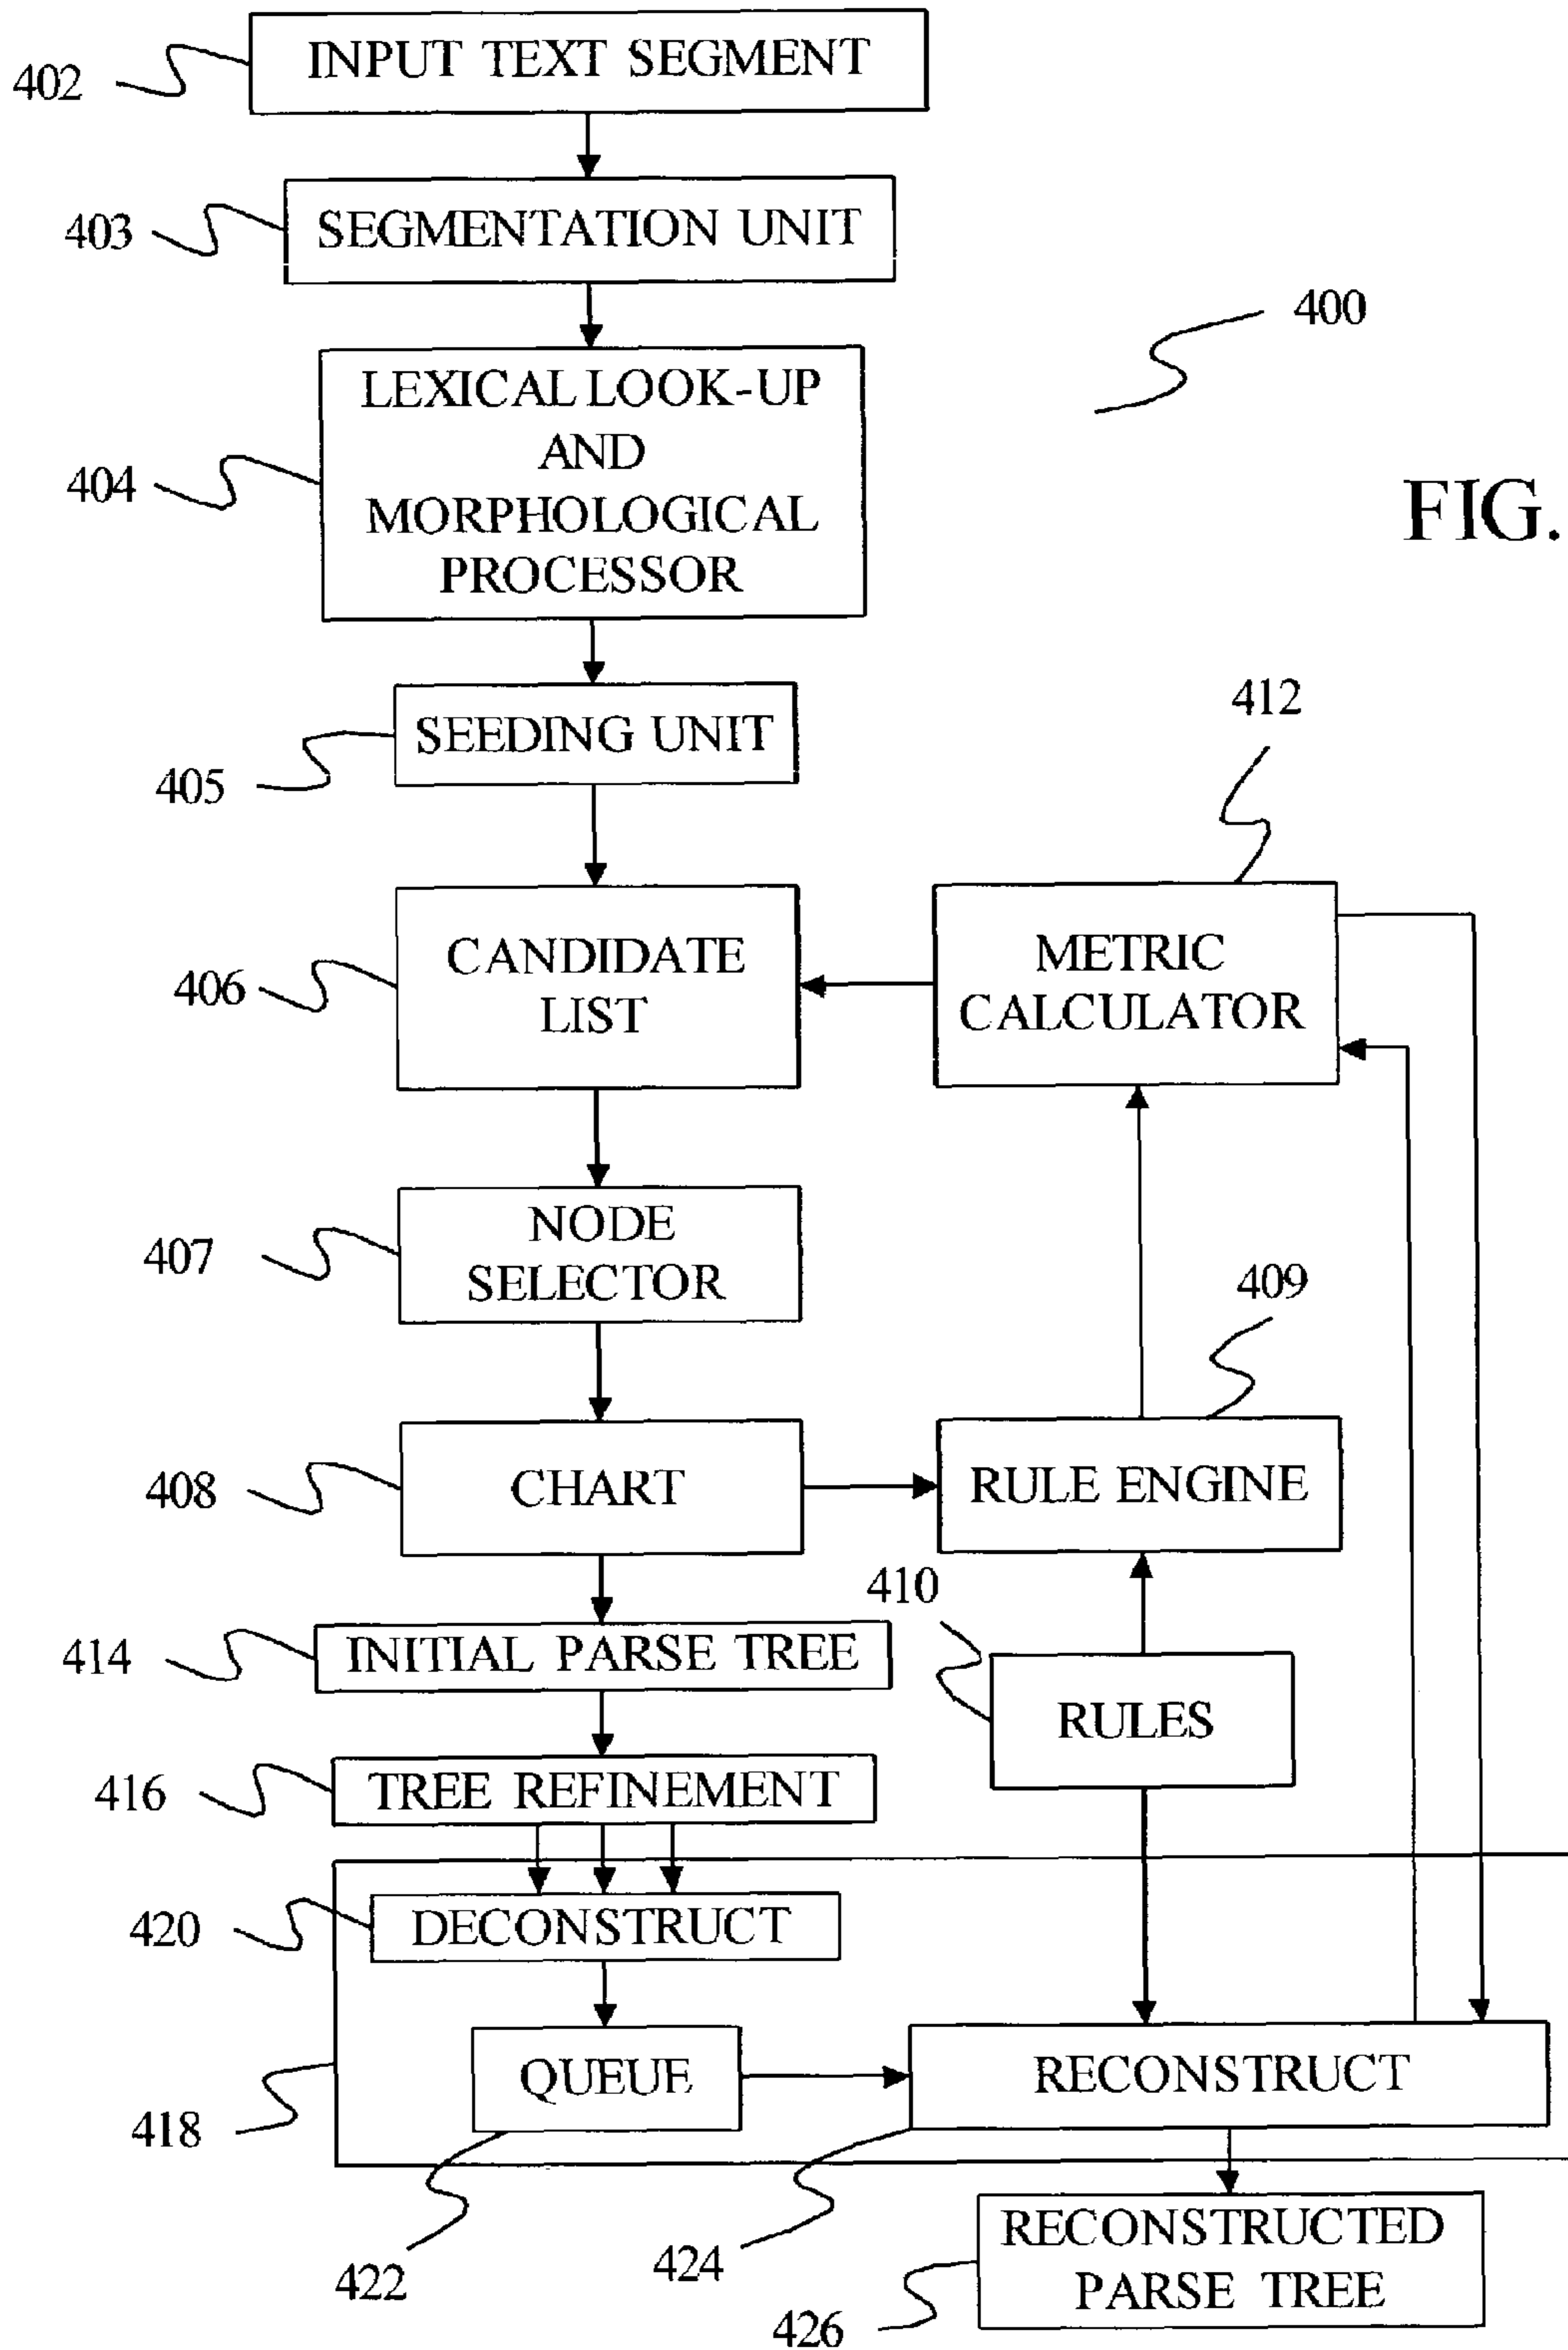 INPUT TEXT SEGMENT
402
SEGMENTATION UNIT
403
400
LEXICAL LOOK-UP
AND
MORPHOLOGICAL
PROCESSOR
404
FIG.
SEEDING UNIT
405
412
CANDIDATE
LIST
406
METRIC
CALCULATOR
NODE
SELECTOR
407
409
CHART
408
RULE ENGINE
410
INITIAL PARSE TREE
414
RULES
TREE REFINEMENT
416
DECONSTRUCT
420
QUEUE
RECONSTRUCT
418
422
424
RECONSTRUCTED
PARSE TREE
426